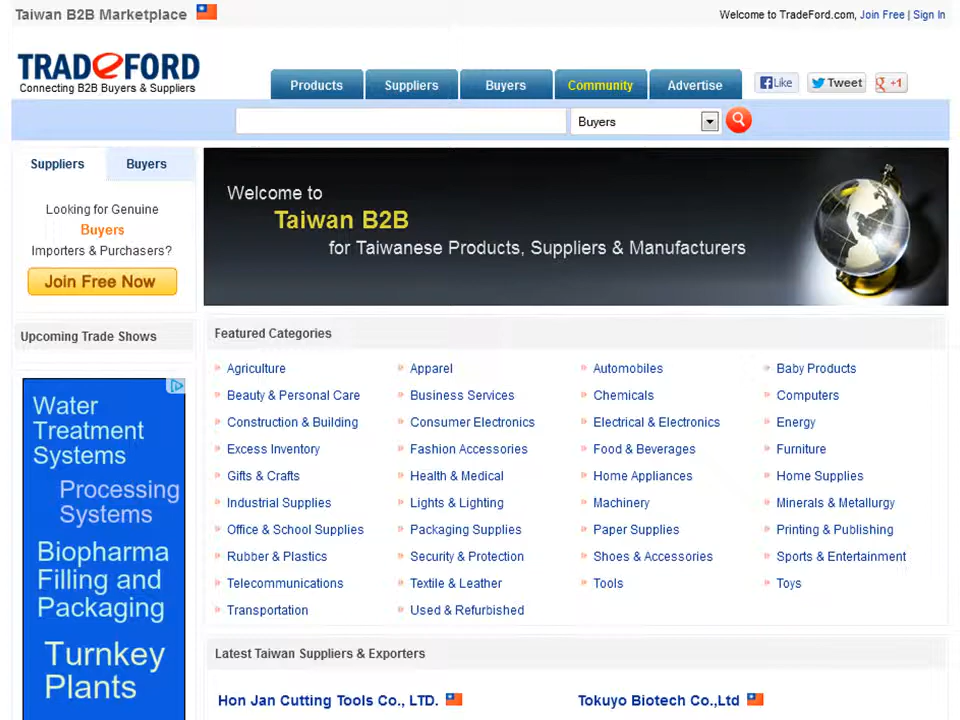 Taiwan B2B Marketplace
Welcome to TradeFord.com, Join Free | Sign In
TRADeFORD
Connecting B2B Buyers & Suppliers
Products Suppliers Buyers Community Advertise
Like Tweet g +1
Buyers
Suppliers Buyers
Looking for Genuine
Buyers
Importers & Purchasers?
Join Free Now
Welcome to
Taiwan B2B
for Taiwanese Products, Suppliers & Manufacturers
Upcoming Trade Shows
Water
Treatment
Systems
Processing
Systems
Biopharma
Filling and
Packaging
Turnkey
Plants
Featured Categories
Agriculture Apparel Automobiles Baby Products
Beauty & Personal Care Business Services Chemicals Computers
Construction & Building Consumer Electronics Electrical & Electronics Energy
Excess Inventory Fashion Accessories Food & Beverages Furniture
Gifts & Crafts Health & Medical Home Appliances Home Supplies
Industrial Supplies Lights & Lighting Machinery Minerals & Metallurgy
Office & School Supplies Packaging Supplies Paper Supplies Printing & Publishing
Rubber & Plastics Security & Protection Shoes & Accessories Sports & Entertainment
Telecommunications Textile & Leather Tools Toys
Transportation Used & Refurbished
Latest Taiwan Suppliers & Exporters
Hon Jan Cutting Tools Co., LTD. Tokuyo Biotech Co.,Ltd